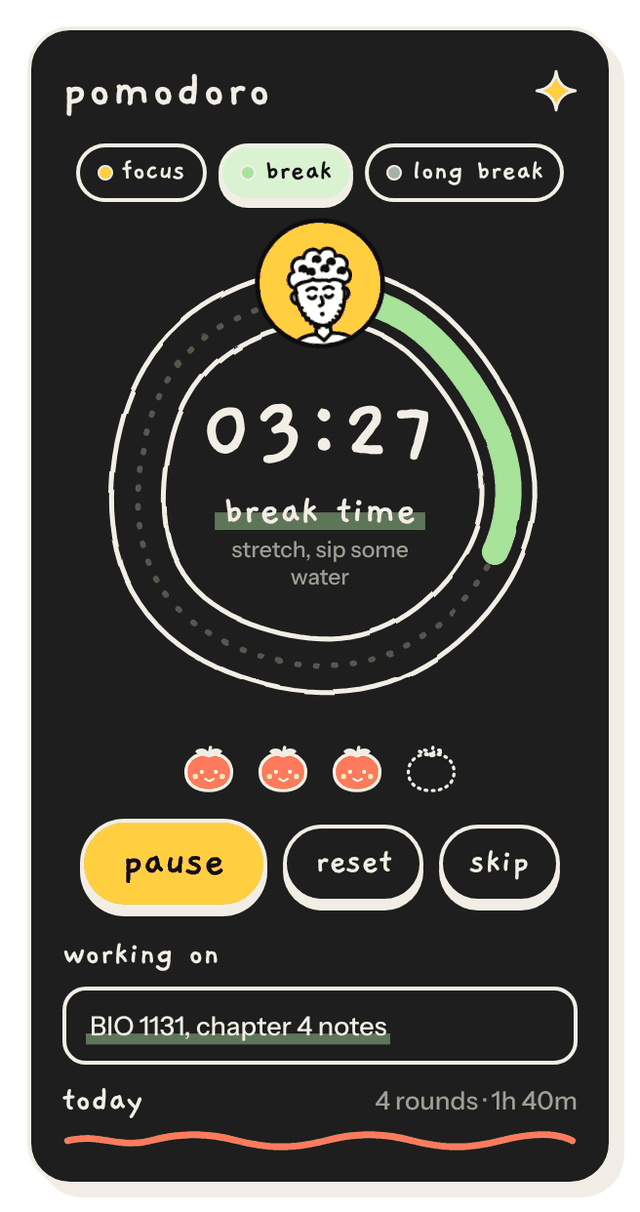 pomodoro
focus
break
long break
03:27
break time
stretch, sip some
water
pause
reset
skip
working on
BIO 1131, chapter 4 notes
today
4 rounds · 1h 40m